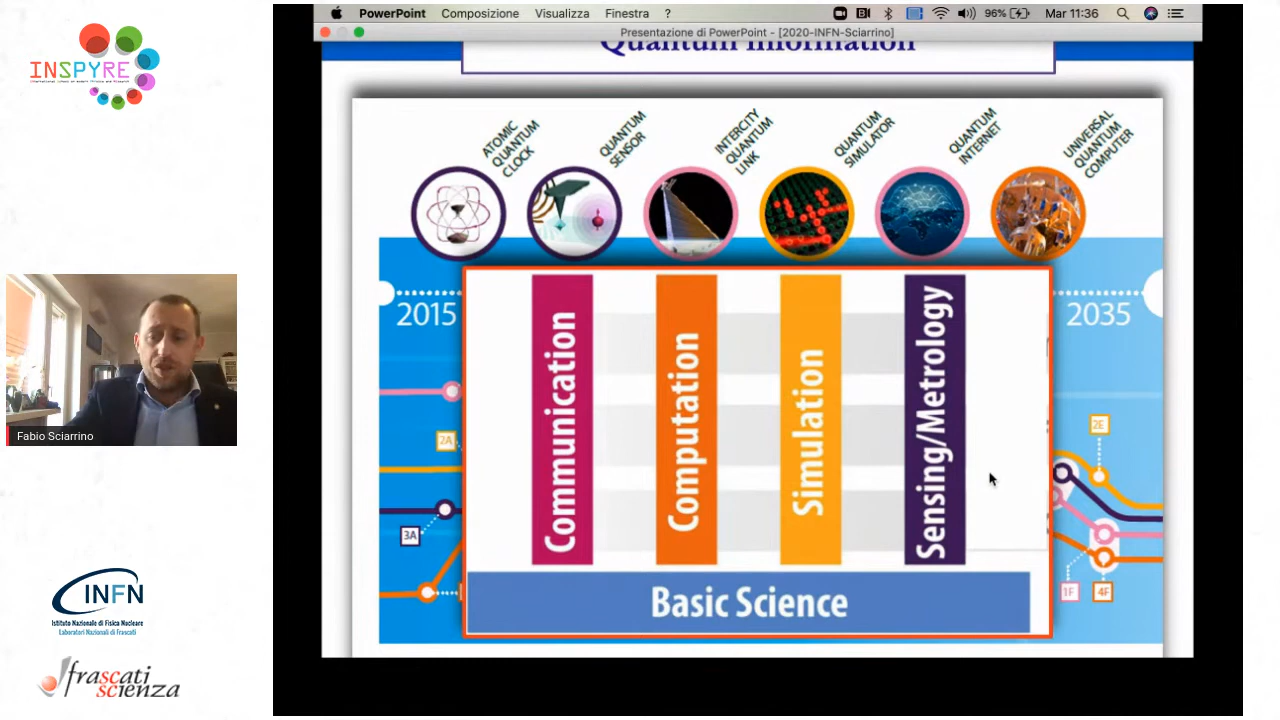 INSPYRE
PowerPoint Composizione Visualizza Finestra ? 96% Mar 11:36
Presentazione di PowerPoint - [2020-INFN-Sciarrino]
Quantum Information
ATOMIC
QUANTUM
CLOCK
QUANTUM
SENSOR
INTERCITY
QUANTUM
LINK
QUANTUM
SIMULATOR
QUANTUM
INTERNET
UNIVERSAL
QUANTUM
COMPUTER
2015
2035
Communication
Computation
Simulation
Sensing/Metrology
Basic Science
2A
3A
2E
1F
4F
Fabio Sciarrino
INFN
Istituto Nazionale di Fisica Nucleare
Laboratori Nazionali di Frascati
frascati
scienza